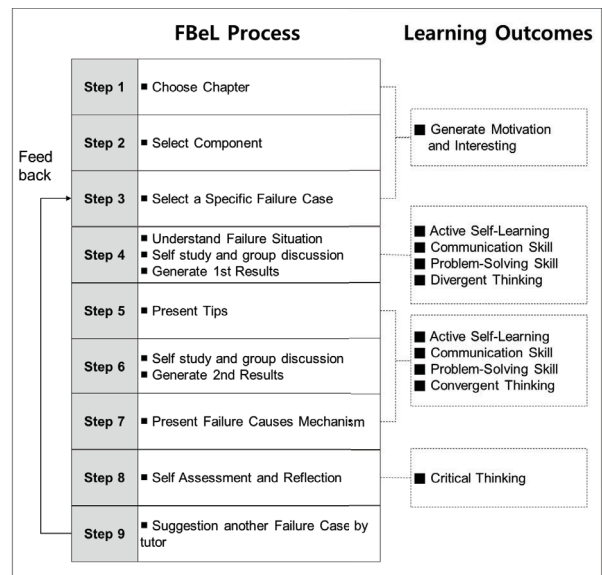 FBeL Process
Learning Outcomes
Step 1
■ Choose Chapter
Step 2
■ Select Component
Step 3
■ Select a Specific Failure Case
Step 4
■ Understand Failure Situation
■ Self study and group discussion
■ Generate 1st Results
Step 5
■ Present Tips
Step 6
■ Self study and group discussion
■ Generate 2nd Results
Step 7
■ Present Failure Causes Mechanism
Step 8
■ Self Assessment and Reflection
Step 9
■ Suggestion another Failure Case by
tutor
Feed
back
■ Generate Motivation
and Interesting
■ Active Self-Learning
■ Communication Skill
■ Problem-Solving Skill
■ Divergent Thinking
■ Active Self-Learning
■ Communication Skill
■ Problem-Solving Skill
■ Convergent Thinking
■ Critical Thinking